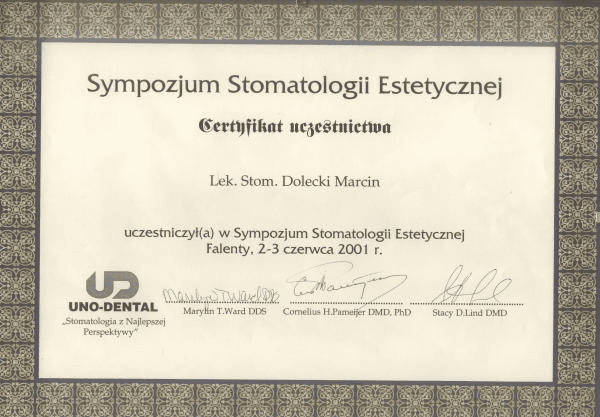 Sympozjum Stomatologii Estetycznej
Certyfikat uczestnictwa
Lek. Stom. Dolecki Marcin
uczestniczył(a) w Sympozjum Stomatologii Estetycznej
Falenty, 2-3 czerwca 2001 r.
UD
UNO-DENTAL
„Stomatologia z Najlepszej
Perspektywy”
Marylin T.Ward DDS
Cornelius H.Pameijer DMD, PhD
Stacy D.Lind DMD